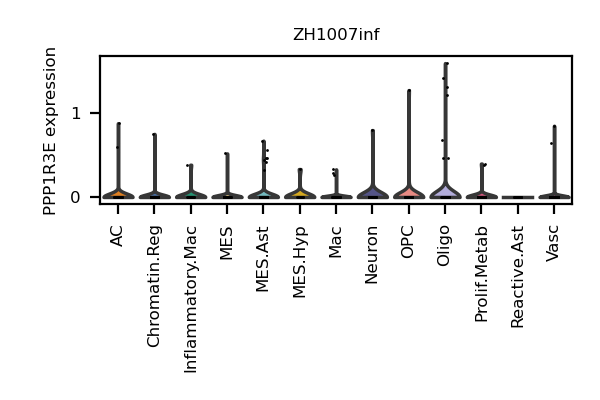 ZH1007inf
PPP1R3E expression
1
0
AC
Chromatin.Reg
Inflammatory.Mac
MES
MES.Ast
MES.Hyp
Mac
Neuron
OPC
Oligo
Prolif.Metab
Reactive.Ast
Vasc